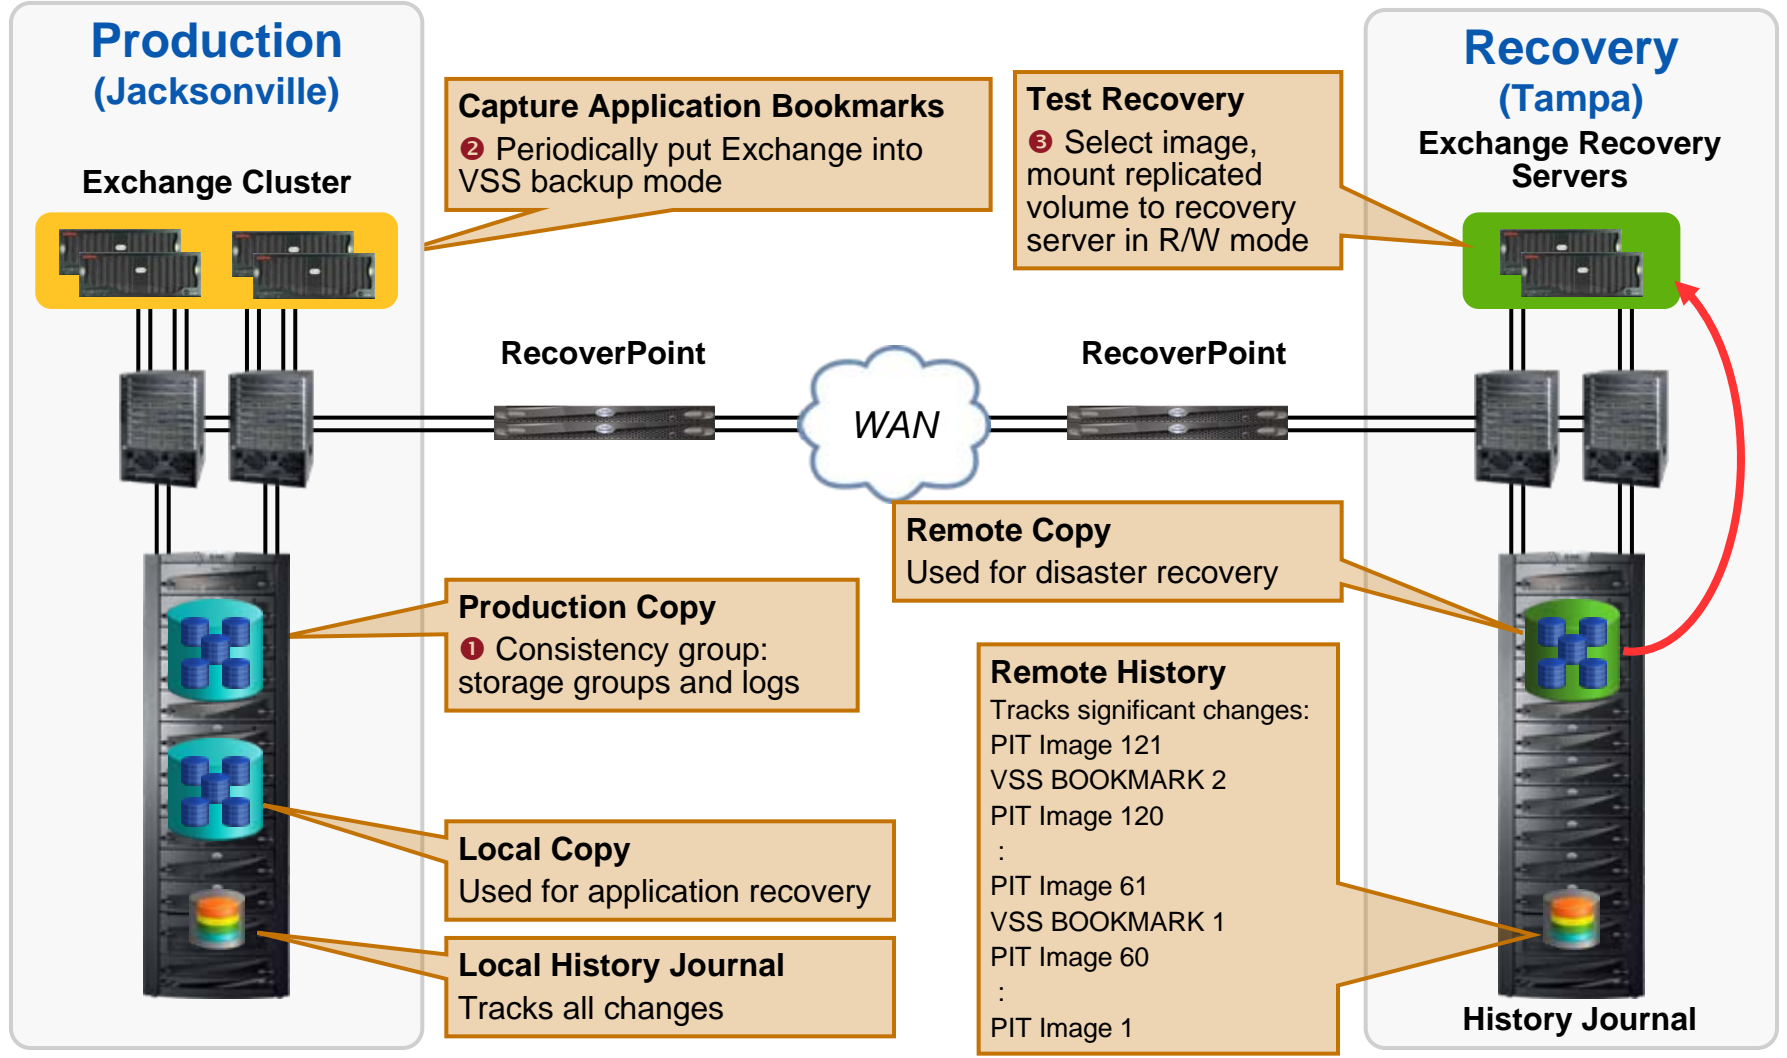 Production
(Jacksonville)
Exchange Cluster
Capture Application Bookmarks
❷ Periodically put Exchange into
VSS backup mode
Test Recovery
❸ Select image,
mount replicated
volume to recovery
server in R/W mode
Recovery
(Tampa)
Exchange Recovery
Servers
RecoverPoint
WAN
RecoverPoint
Remote Copy
Used for disaster recovery
Production Copy
❶ Consistency group:
storage groups and logs
Local Copy
Used for application recovery
Local History Journal
Tracks all changes
Remote History
Tracks significant changes:
PIT Image 121
VSS BOOKMARK 2
PIT Image 120
:
PIT Image 61
VSS BOOKMARK 1
PIT Image 60
:
PIT Image 1
History Journal